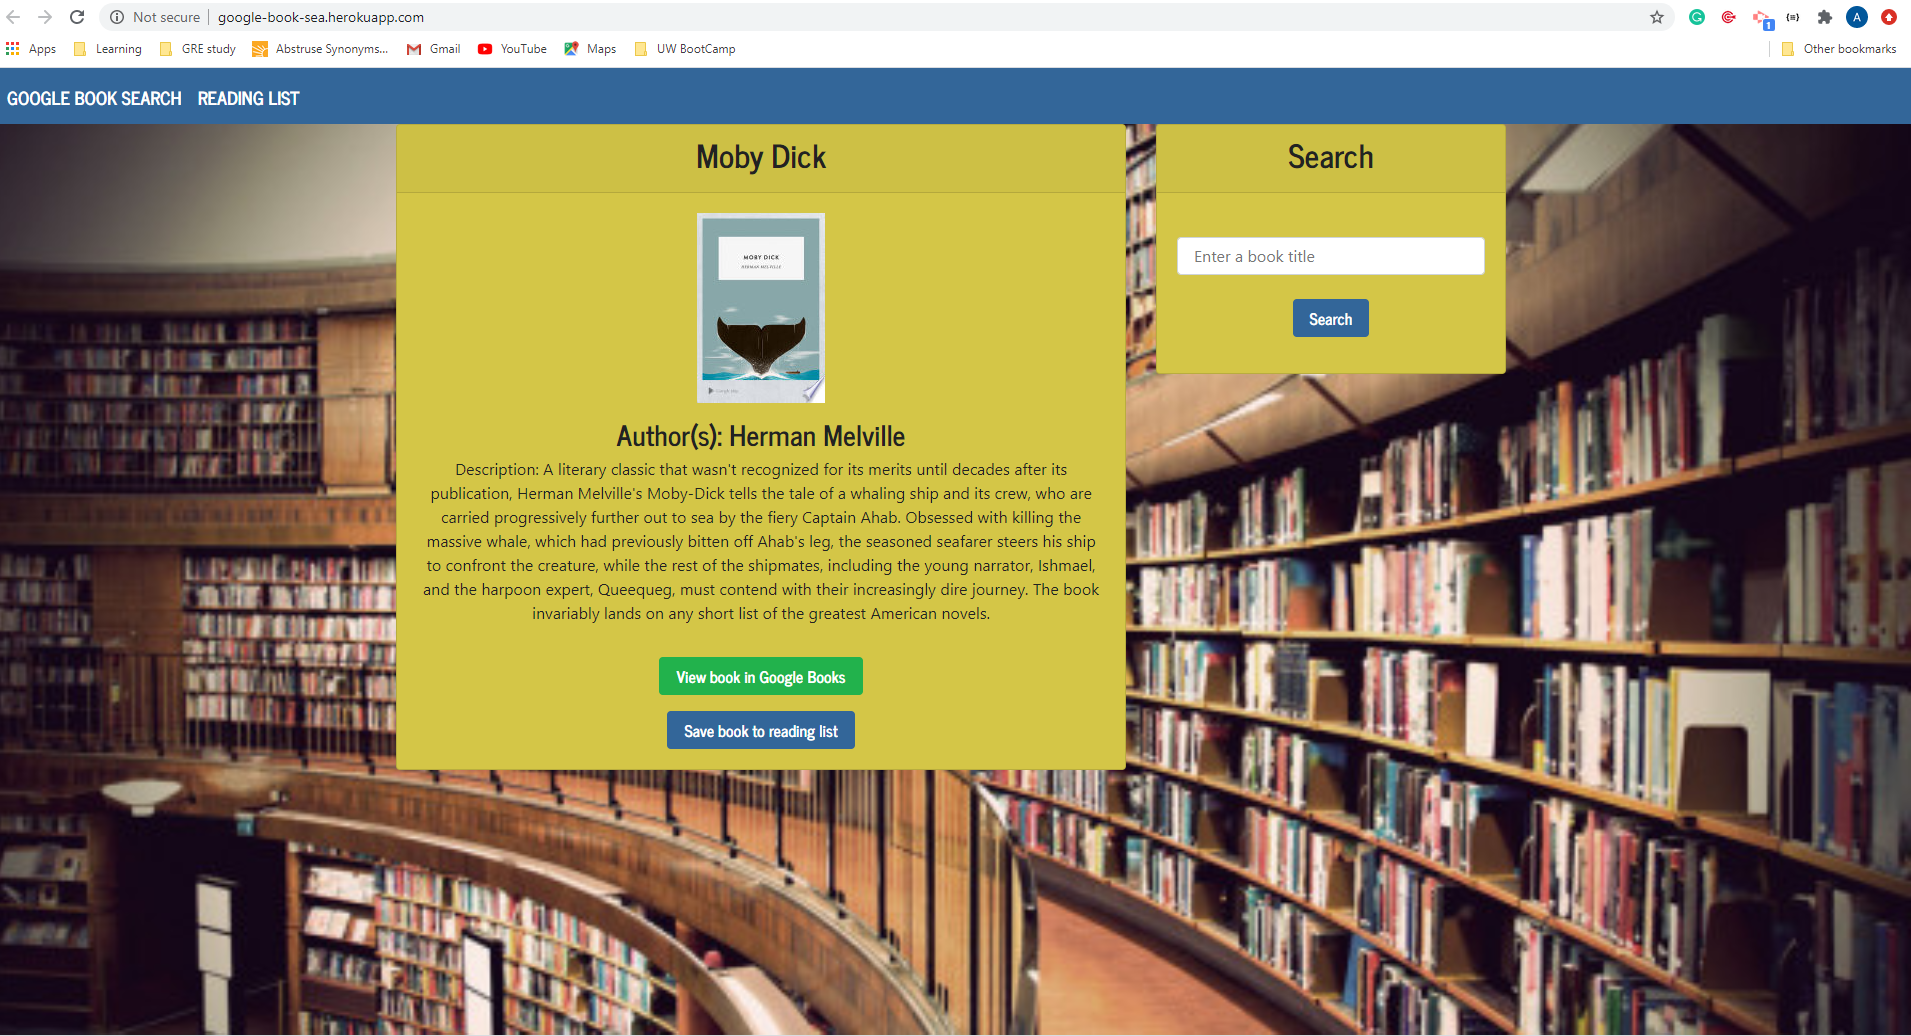 Not secure google-book-sea.herokuapp.com
A
1
Apps Learning GRE study Abstruse Synonyms... Gmail YouTube Maps UW BootCamp Other bookmarks
GOOGLE BOOK SEARCH READING LIST
Moby Dick
MOBY DICK
HERMAN MELVILLE
Author(s): Herman Melville
Description: A literary classic that wasn't recognized for its merits until decades after its
publication, Herman Melville's Moby-Dick tells the tale of a whaling ship and its crew, who are
carried progressively further out to sea by the fiery Captain Ahab. Obsessed with killing the
massive whale, which had previously bitten off Ahab's leg, the seasoned seafarer steers his ship
to confront the creature, while the rest of the shipmates, including the young narrator, Ishmael,
and the harpoon expert, Queequeg, must contend with their increasingly dire journey. The book
invariably lands on any short list of the greatest American novels.
View book in Google Books
Save book to reading list
Search
Enter a book title
Search